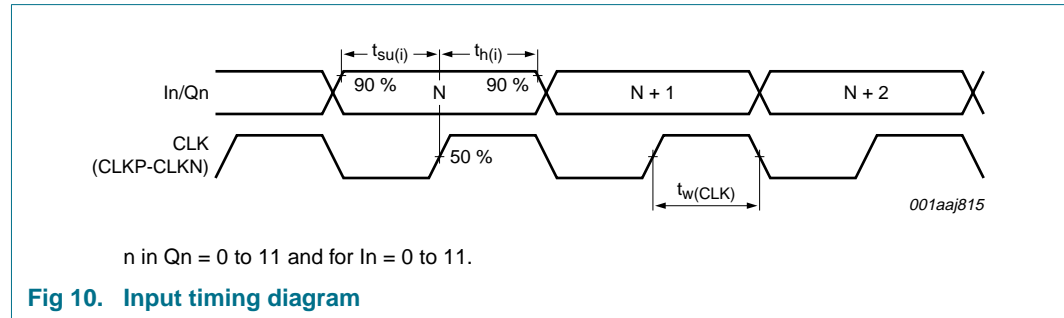 tsu(i) th(i)
In/Qn 90 % N 90 % N + 1 N + 2
CLK
(CLKP-CLKN) 50 %
tw(CLK)
001aaj815
n in Qn = 0 to 11 and for In = 0 to 11.
Fig 10. Input timing diagram